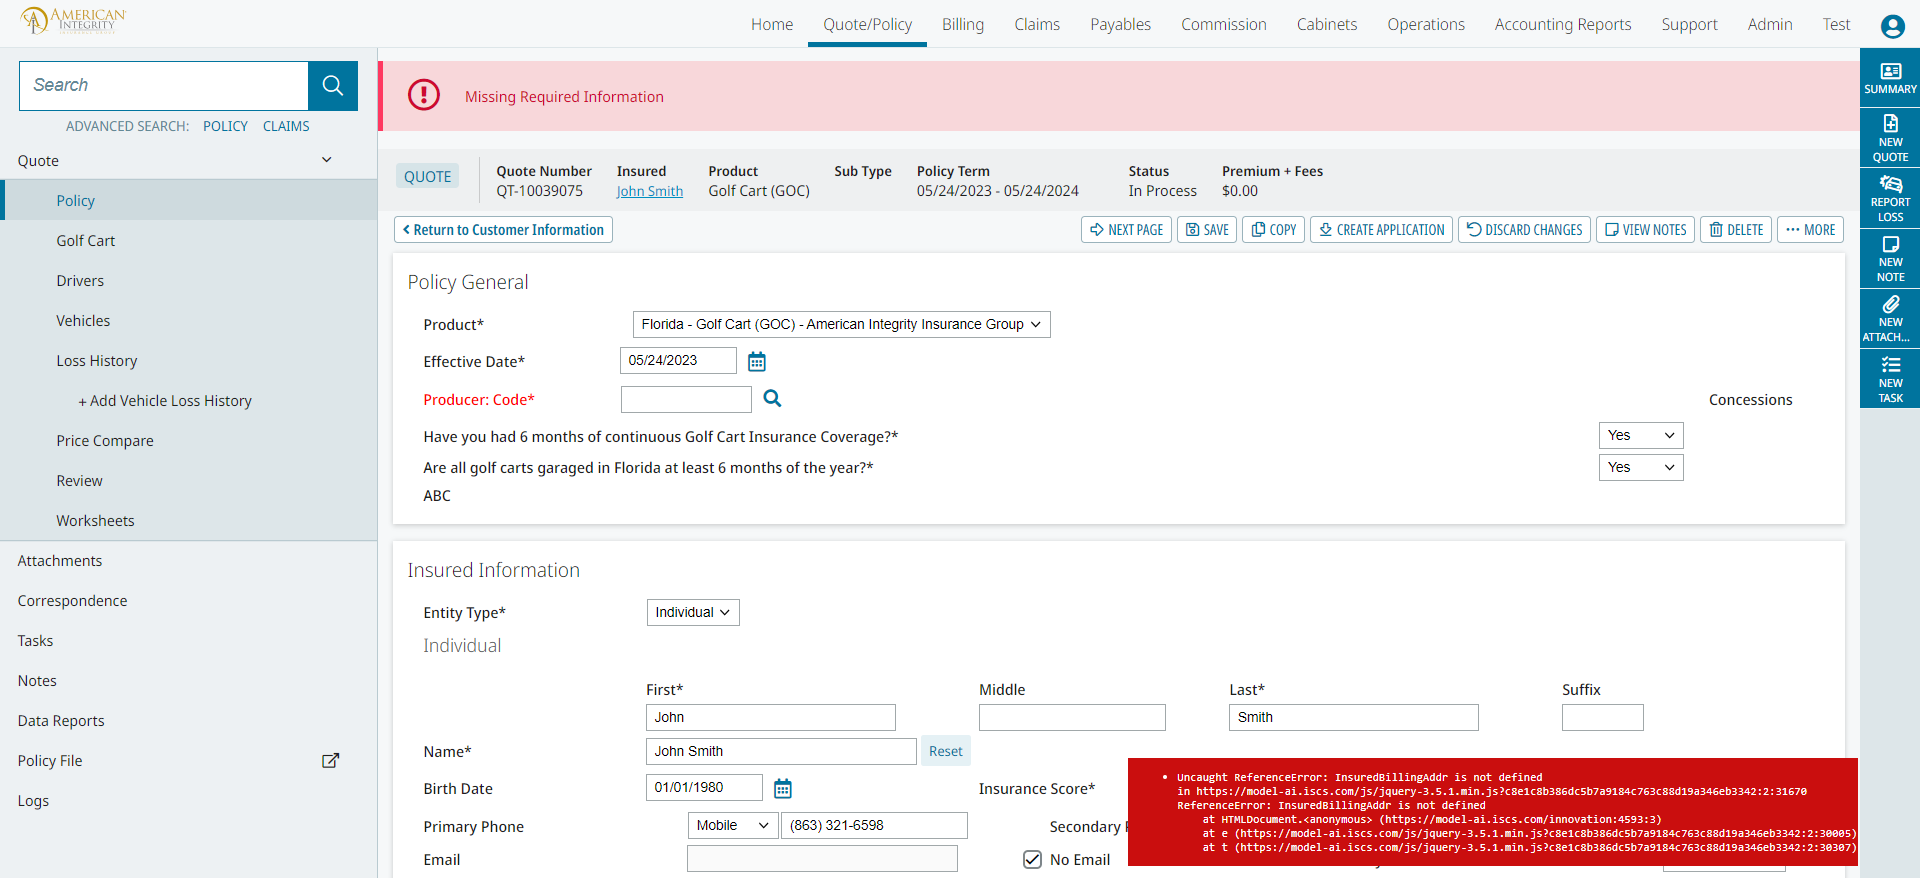 AMERICAN INTEGRITY
Home Quote/Policy Billing Claims Payables Commission Cabinets Operations Accounting Reports Support Admin Test
Search
ADVANCED SEARCH: POLICY CLAIMS
Quote
Policy
Golf Cart
Drivers
Vehicles
Loss History
+ Add Vehicle Loss History
Price Compare
Review
Worksheets
Attachments
Correspondence
Tasks
Notes
Data Reports
Policy File
Logs
Missing Required Information
QUOTE
Quote Number Insured Product Sub Type Policy Term Status Premium + Fees
QT-10039075 John Smith Golf Cart (GOC) 05/24/2023 - 05/24/2024 In Process $0.00
Return to Customer Information NEXT PAGE SAVE COPY CREATE APPLICATION DISCARD CHANGES VIEW NOTES DELETE MORE
Policy General
Product* Florida - Golf Cart (GOC) - American Integrity Insurance Group
Effective Date* 05/24/2023
Producer: Code* Concessions
Have you had 6 months of continuous Golf Cart Insurance Coverage?* Yes
Are all golf carts garaged in Florida at least 6 months of the year?* Yes
ABC
Insured Information
Entity Type* Individual
Individual
First* Middle Last* Suffix
John Smith
Name* John Smith Reset
Birth Date 01/01/1980 Insurance Score*
Primary Phone Mobile (863) 321-6598 Secondary
Email No Email
Uncaught ReferenceError: InsuredBillingAddr is not defined
in https://model-ai.iscs.com/js/jquery-3.5.1.min.js?c8e1c8b386dc5b7a9184c763c88d19a346eb3342:2:31670
ReferenceError: InsuredBillingAddr is not defined
at HTMLDocument.<anonymous> (https://model-ai.iscs.com/innovation:4593:3)
at e (https://model-ai.iscs.com/js/jquery-3.5.1.min.js?c8e1c8b386dc5b7a9184c763c88d19a346eb3342:2:30005)
at t (https://model-ai.iscs.com/js/jquery-3.5.1.min.js?c8e1c8b386dc5b7a9184c763c88d19a346eb3342:2:30307)
SUMMARY
NEW
QUOTE
REPORT
LOSS
NEW
NOTE
NEW
ATTACH...
NEW
TASK